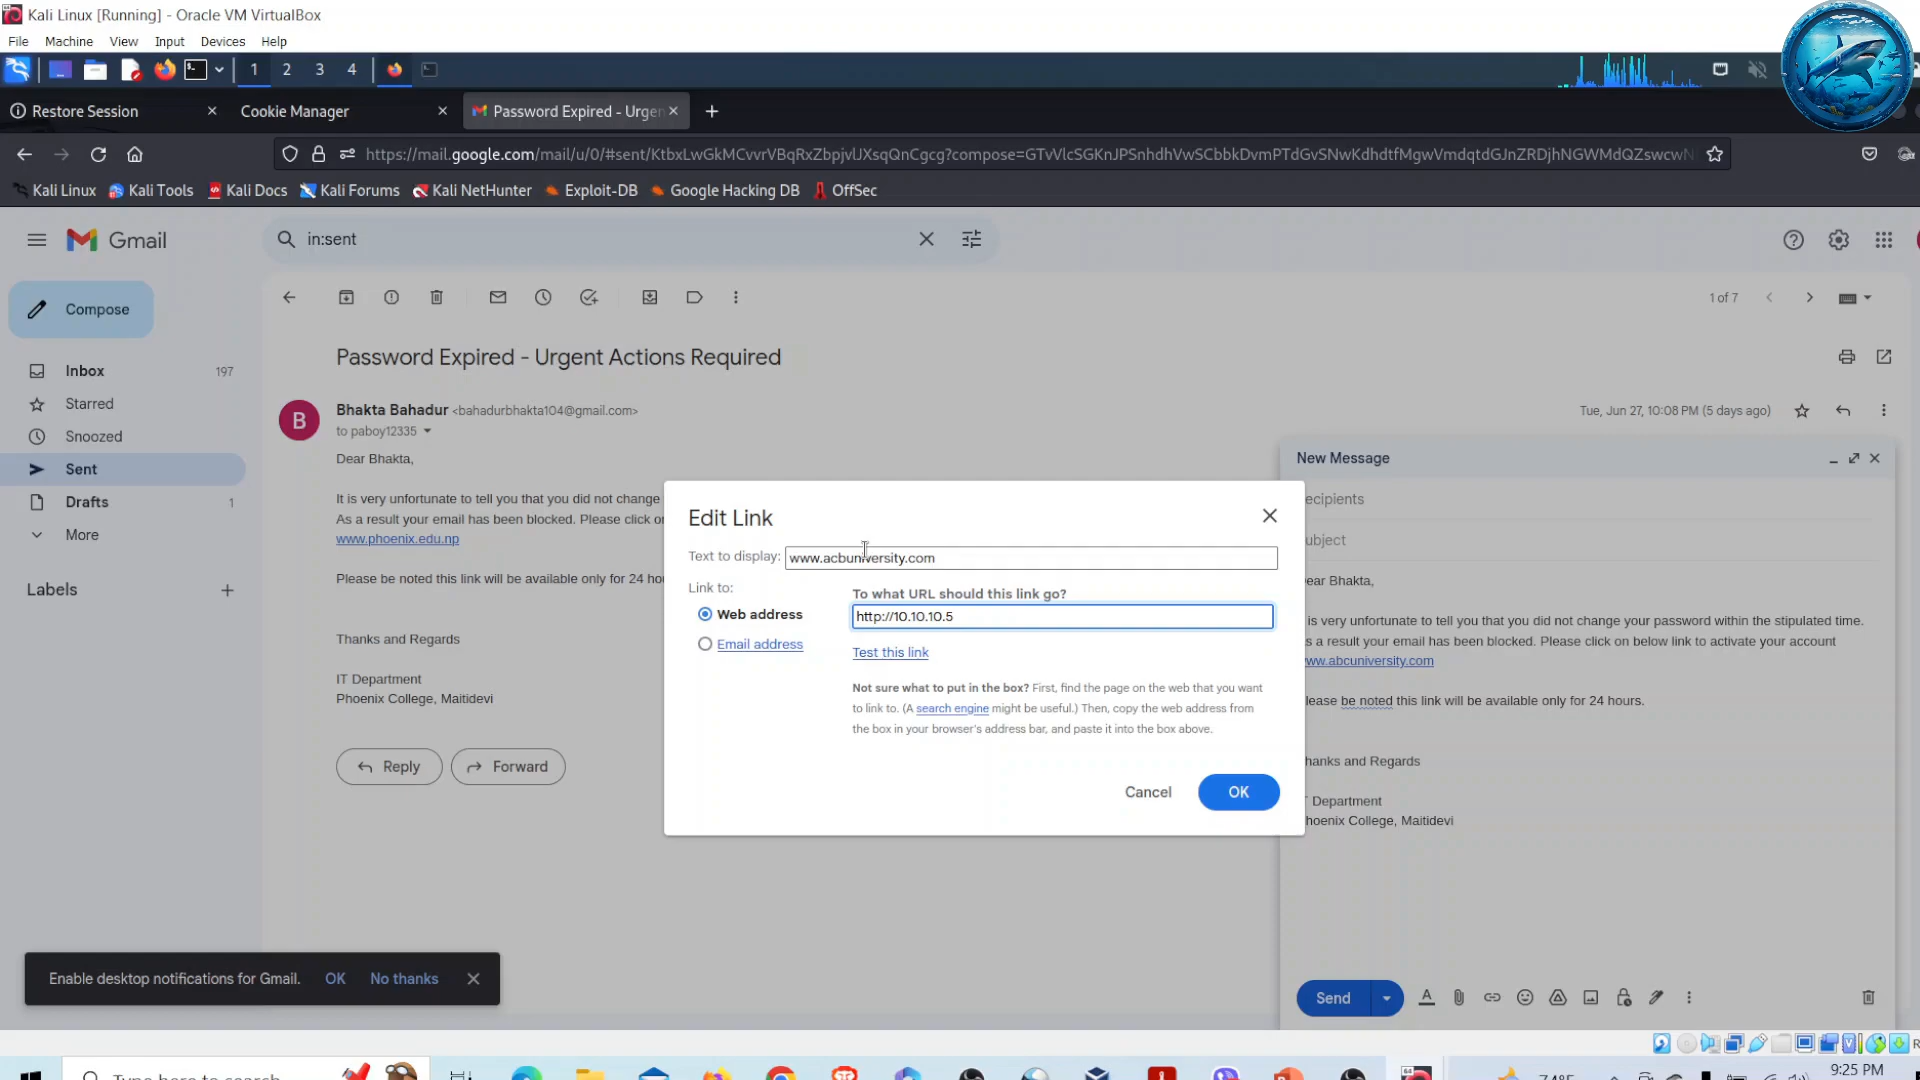 Kali Linux [Running] - Oracle VM VirtualBox
File Machine View Input Devices Help
1 2 3 4
Restore Session
Cookie Manager
Password Expired - Urgen
https://mail.google.com/mail/u/0/#sent/
Kali Linux Kali Tools Kali Docs Kali Forums Kali NetHunter Exploit-DB Google Hacking DB OffSec
Gmail
in:sent
Compose
1 of 7
Inbox 197
Starred
Snoozed
Sent
Drafts 1
More
Labels
Password Expired - Urgent Actions Required
B
Bhakta Bahadur <bahadurbhakta104@gmail.com>
Tue, Jun 27, 10:08 PM (5 days ago)
to paboy12335
Dear Bhakta,
It is very unfortunate to tell you that you did not change
As a result your email has been blocked. Please click
www.phoenix.edu.np
Please be noted this link will be available only for 24
Thanks and Regards
IT Department
Phoenix College, Maitidevi
Reply
Forward
Edit Link
Text to display: www.acbuniversity.com
Link to:
Web address
Email address
To what URL should this link go?
http://10.10.10.5
Test this link
Not sure what to put in the box? First, find the page on the web that you want
to link to. (A search engine might be useful.) Then, copy the web address from
the box in your browser's address bar, and paste it into the box above.
Cancel
OK
New Message
ecipients
ubject
ear Bhakta,
is very unfortunate to tell you that you did not change your password within the stipulated time.
a result your email has been blocked. Please click on below link to activate your account
ww.abcuniversity.com
lease be noted this link will be available only for 24 hours.
hanks and Regards
Department
hoenix College, Maitidevi
Send
Enable desktop notifications for Gmail. OK No thanks
Type here to search
74°F
9:25 PM